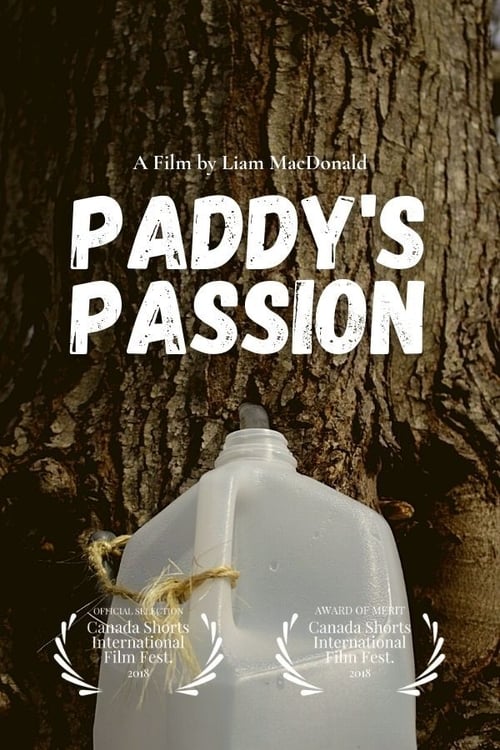 A Film by Liam MacDonald
PADDY'S
PASSION
OFFICIAL SELECTION
Canada Shorts
International
Film Fest.
2018
AWARD OF MERIT
Canada Shorts
International
Film Fest.
2018